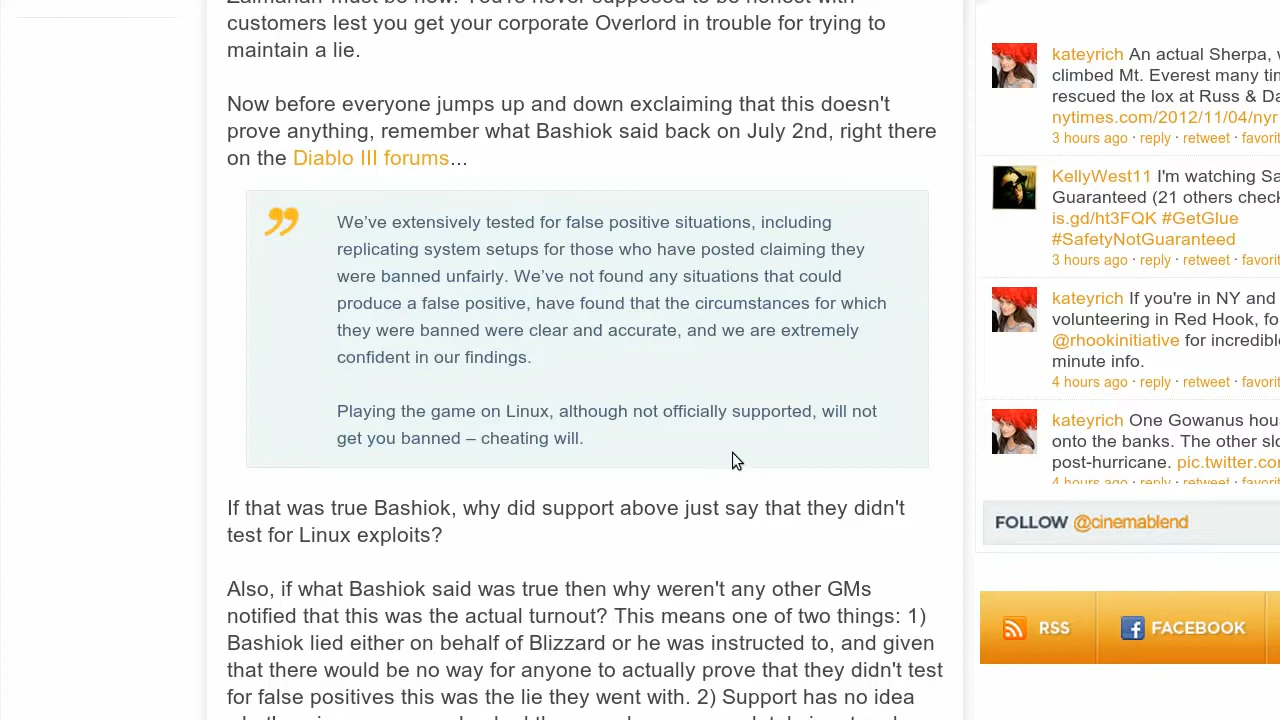 customers lest you get your corporate Overlord in trouble for trying to
maintain a lie.
Now before everyone jumps up and down exclaiming that this doesn't
prove anything, remember what Bashiok said back on July 2nd, right there
on the Diablo III forums...
We've extensively tested for false positive situations, including
replicating system setups for those who have posted claiming they
were banned unfairly. We've not found any situations that could
produce a false positive, have found that the circumstances for which
they were banned were clear and accurate, and we are extremely
confident in our findings.
Playing the game on Linux, although not officially supported, will not
get you banned – cheating will.
If that was true Bashiok, why did support above just say that they didn't
test for Linux exploits?
Also, if what Bashiok said was true then why weren't any other GMs
notified that this was the actual turnout? This means one of two things: 1)
Bashiok lied either on behalf of Blizzard or he was instructed to, and given
that there would be no way for anyone to actually prove that they didn't test
for false positives this was the lie they went with. 2) Support has no idea
kateyrich An actual Sherpa,
climbed Mt. Everest many
rescued the lox at Russ &
nytimes.com/2012/11/04/nyr
3 hours ago · reply · retweet ·
KellyWest11 I'm watching
Guaranteed (21 others
is.gd/ht3FQK #GetGlue
#SafetyNotGuaranteed
3 hours ago · reply · retweet ·
kateyrich If you're in NY and
volunteering in Red Hook,
@rhookinitiative for
minute info.
4 hours ago · reply · retweet ·
kateyrich One Gowanus
onto the banks. The other
post-hurricane. pic.twitter.co
4 hours ago · reply · retweet ·
FOLLOW @cinemablend
RSS
FACEBOOK